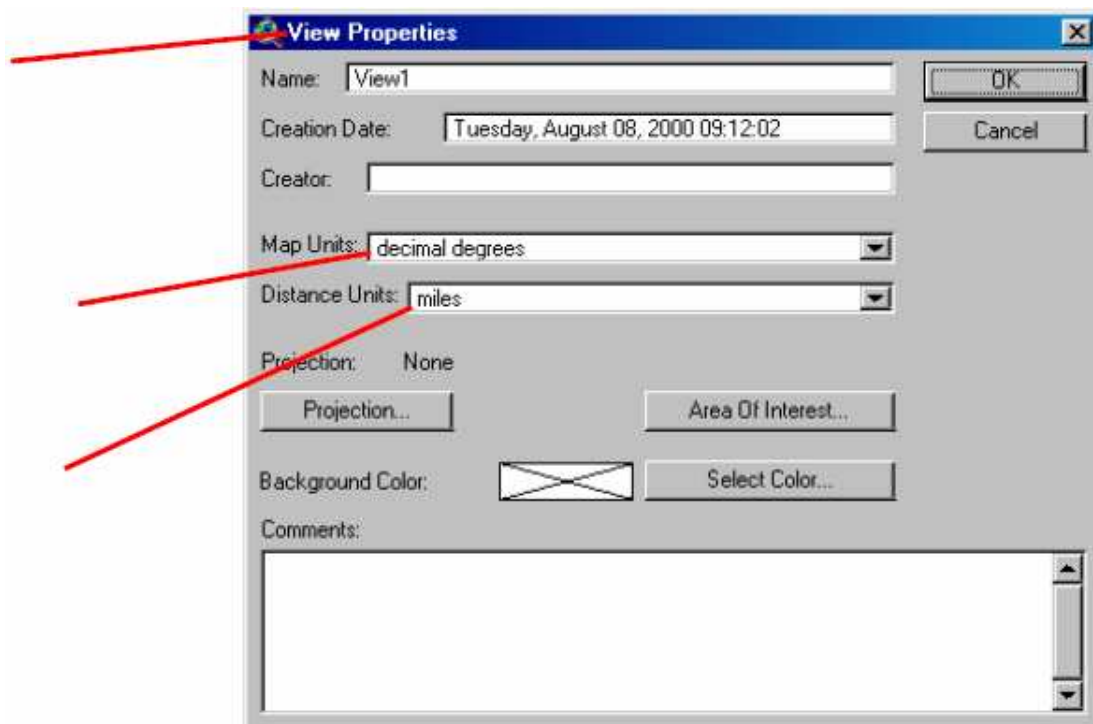 View Properties
Name: View1
OK
Creation Date: Tuesday, August 08, 2000 09:12:02
Cancel
Creator:
Map Units: decimal degrees
Distance Units: miles
Projection: None
Projection...
Area Of Interest...
Background Color:
Select Color...
Comments: